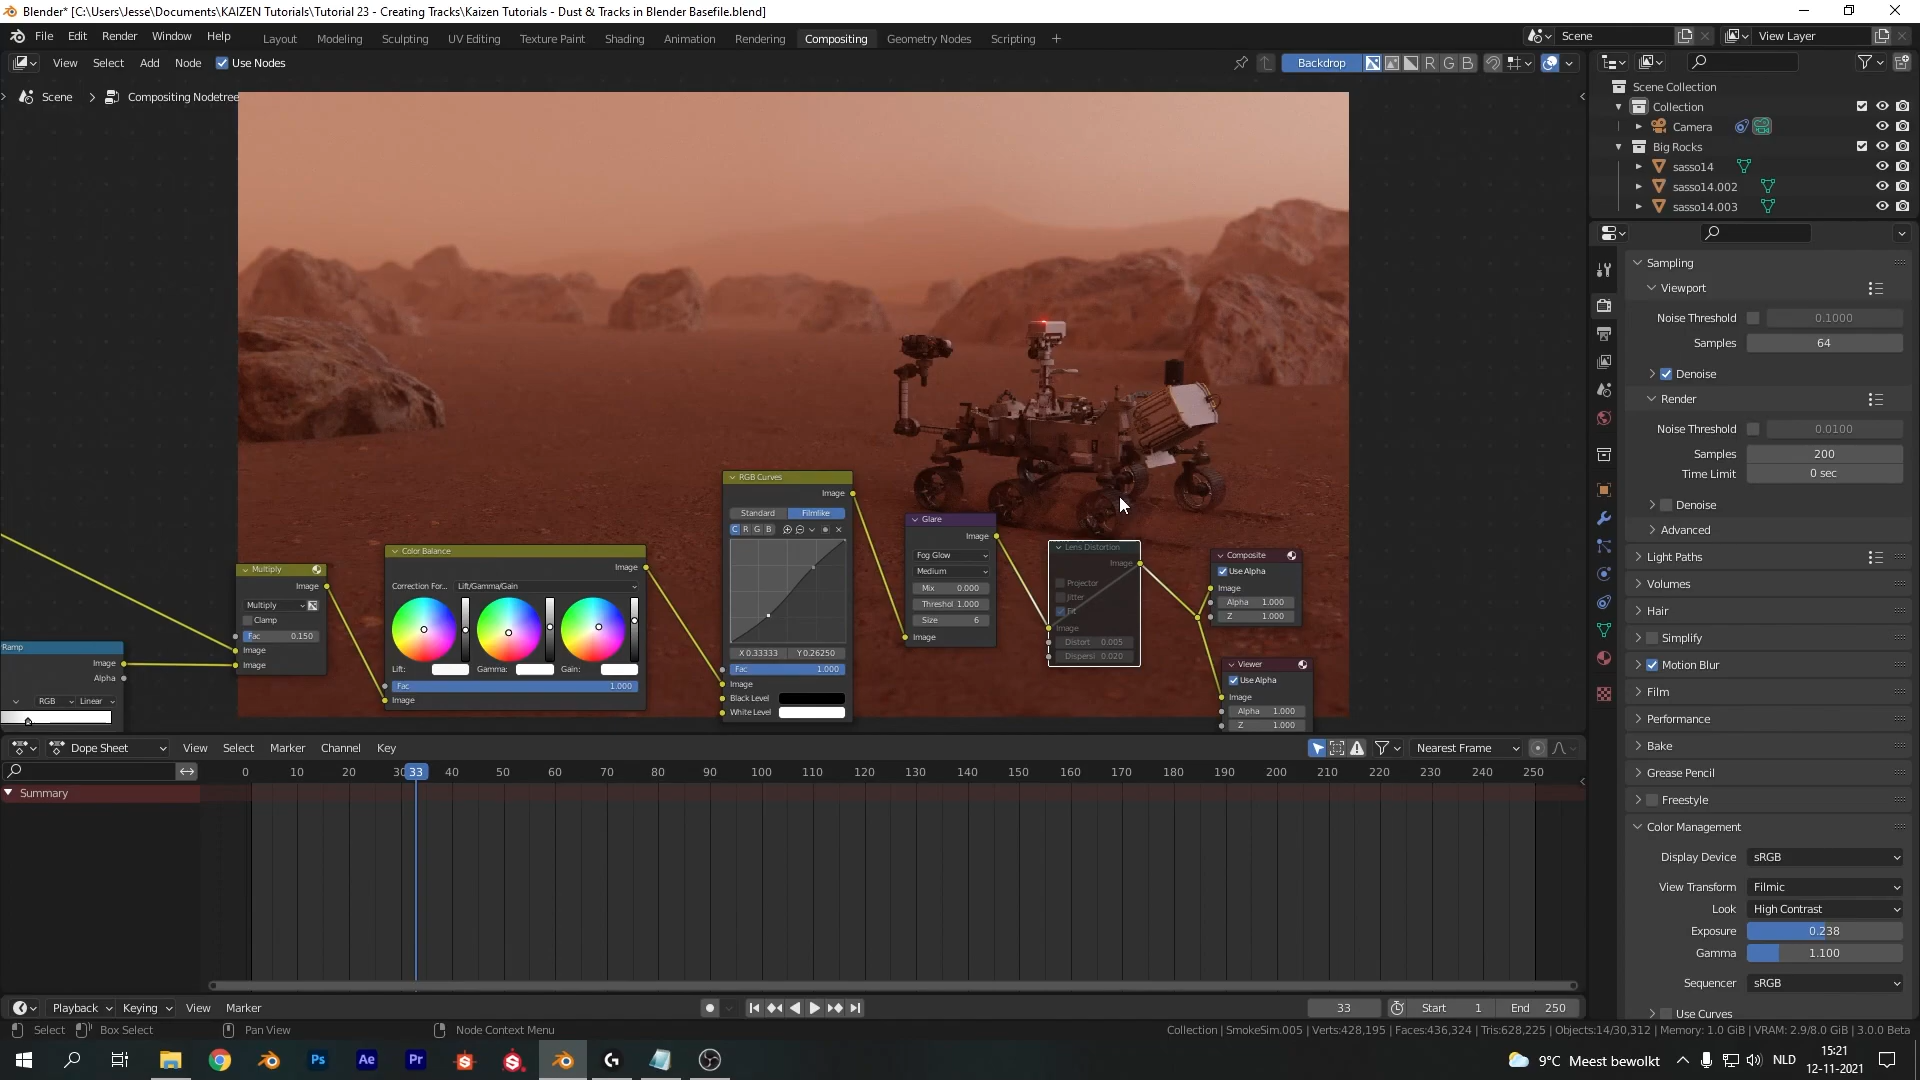 Blender* [C:\Users\Jesse\Documents\KAIZEN Tutorials\Tutorial 23 - Creating Tracks\Kaizen Tutorials - Dust & Tracks in Blender Basefile.blend]
File Edit Render Window Help Layout Modeling Sculpting UV Editing Texture Paint Shading Animation Rendering Compositing Geometry Nodes Scripting + Scene View Layer
View Select Add Node Use Nodes Backdrop R G B
Scene > Compositing Nodetree
Scene Collection
Collection
Camera
Big Rocks
sasso14
sasso14.002
sasso14.003
Sampling
Viewport
Noise Threshold 0.1000
Samples 64
Denoise
Render
Noise Threshold 0.0100
Samples 200
Time Limit 0 sec
Denoise
Advanced
Light Paths
Volumes
Hair
Simplify
Motion Blur
Film
Performance
Bake
Grease Pencil
Freestyle
Color Management
Display Device sRGB
View Transform Filmic
Look High Contrast
Exposure 0.238
Gamma 1.100
Sequencer sRGB
Use Curves
Ramp
Image
Alpha
RGB Linear
Multiply
Image
Multiply
Clamp
Fac 0.150
Image
Image
Color Balance
Image
Correction For... Lift/Gamma/Gain
Lift: Gamma: Gain:
Fac 1.000
Image
RGB Curves
Image
Standard Filmlike
C R G B
X 0.33333 Y 0.26250
Fac 1.000
Image
Black Level
White Level
Glare
Image
Fog Glow
Medium
Mix 0.000
Threshol 1.000
Size 6
Image
Lens Distortion
Image
Projector
Jitter
Fit
Image
Distort 0.005
Dispersi 0.020
Composite
Use Alpha
Image
Alpha 1.000
Z 1.000
Viewer
Use Alpha
Image
Alpha 1.000
Z 1.000
Dope Sheet View Select Marker Channel Key Nearest Frame
0 10 20 30 33 40 50 60 70 80 90 100 110 120 130 140 150 160 170 180 190 200 210 220 230 240 250
Summary
Playback Keying View Marker 33 Start 1 End 250
Select Box Select Pan View Node Context Menu Collection | SmokeSim.005 | Verts:428,195 | Faces:436,324 | Tris:628,225 | Objects:14/30,312 | Memory: 1.0 GiB | VRAM: 2.9/8.0 GiB | 3.0.0 Beta
Ps Ae Pr 9°C Meest bewolkt NLD 15:21
12-11-2021